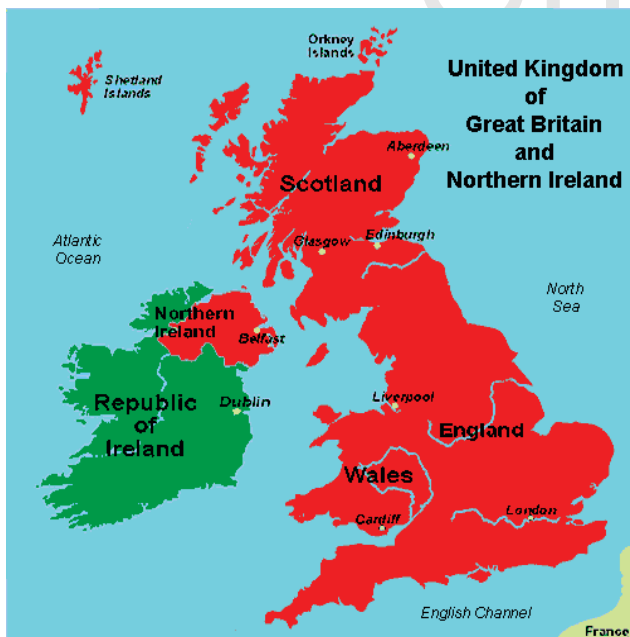 Orkney
Islands
Shetland
Islands
United Kingdom
of
Great Britain
and
Northern Ireland
Aberdeen
Scotland
Atlantic
Ocean
Glasgow
Edinburgh
North
Sea
Northern
Ireland
Belfast
Republic
of
Ireland
Dublin
Liverpool
England
Wales
Cardiff
London
English Channel
France